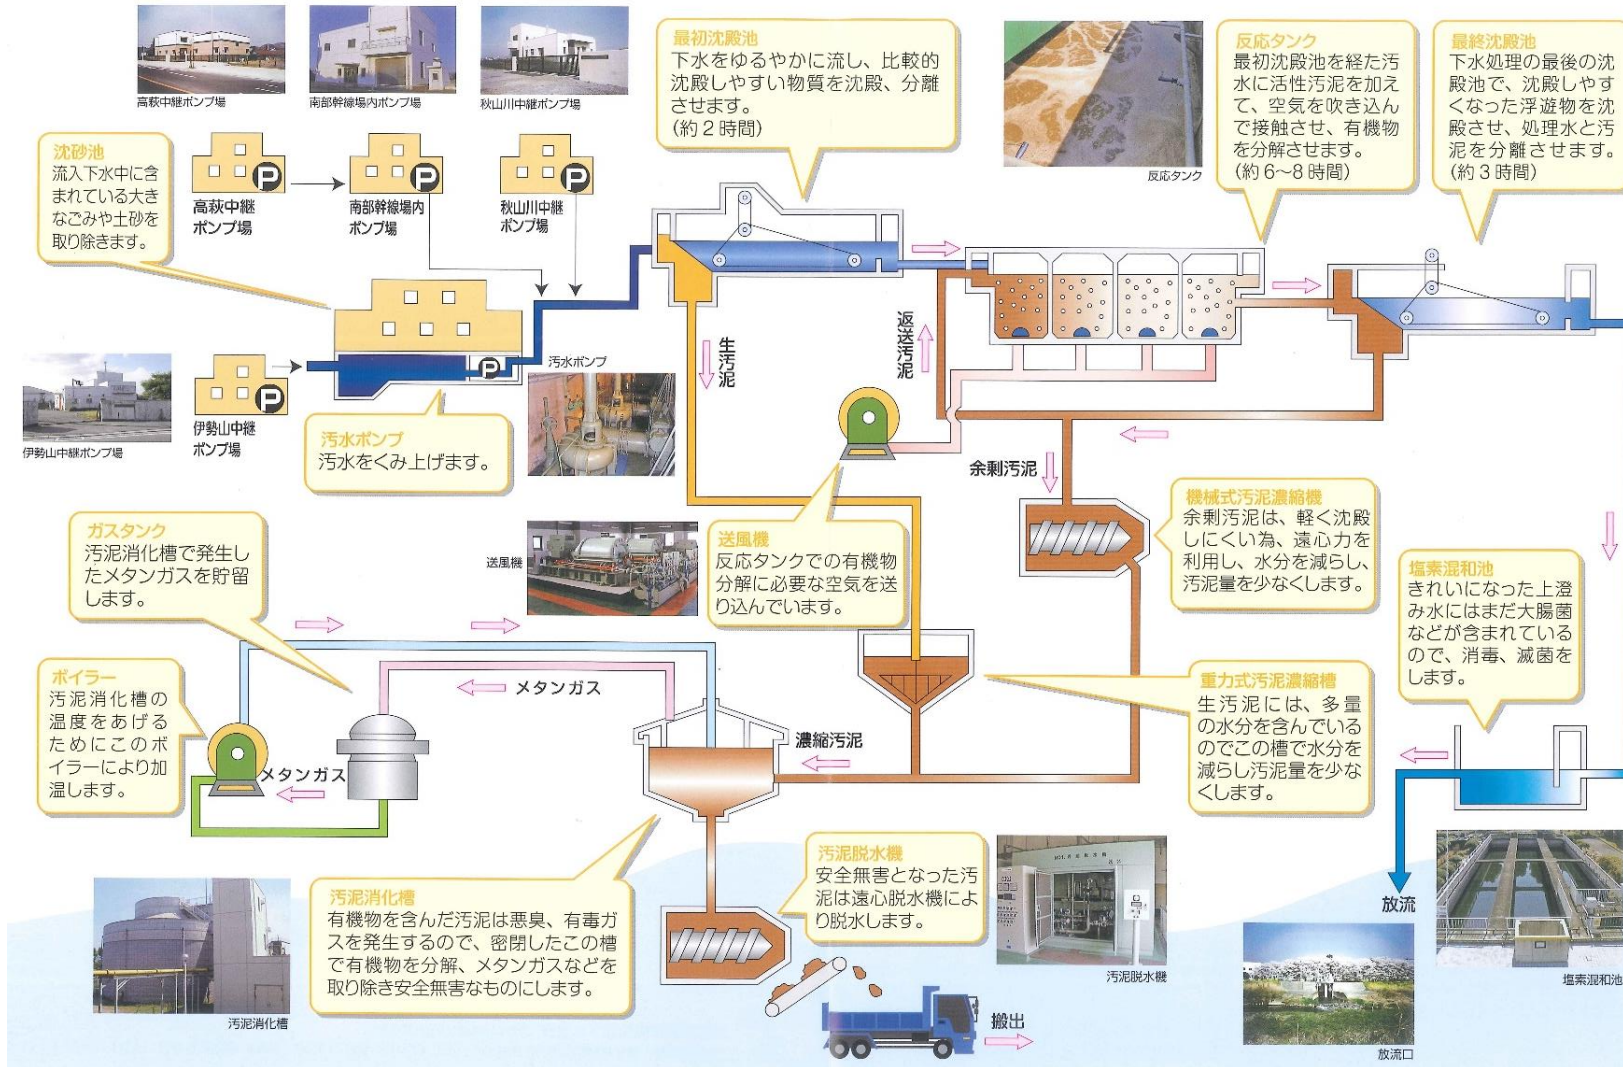 高萩中継ポンプ場
南部幹線場内ポンプ場
秋山川中継ポンプ場
最初沈殿池
下水をゆるやかに流し、比較的
沈殿しやすい物質を沈殿、分離
させます。
(約2時間)
反応タンク
反応タンク
最初沈殿池を経た汚
水に活性汚泥を加え
て、空気を吹き込ん
で接触させ、有機物
を分解させます。
(約6〜8時間)
最終沈殿池
下水処理の最後の沈
殿池で、沈殿しやす
くなった浮遊物を沈
殿させ、処理水と汚
泥を分離させます。
(約3時間)
沈砂池
流入下水中に含
まれている大き
なごみや土砂を
取り除きます。
P
高萩中継
ポンプ場
P
南部幹線場内
ポンプ場
P
秋山川中継
ポンプ場
伊勢山中継ポンプ場
P
伊勢山中継
ポンプ場
P
汚水ポンプ
汚水ポンプ
汚水をくみ上げます。
生汚泥
返送汚泥
余剰汚泥
機械式汚泥濃縮機
余剰汚泥は、軽く沈殿
しにくい為、遠心力を
利用し、水分を減らし、
汚泥量を少なくします。
送風機
送風機
反応タンクでの有機物
分解に必要な空気を送
り込んでいます。
ガスタンク
汚泥消化槽で発生し
たメタンガスを貯留
します。
塩素混和池
きれいになった上澄
み水にはまだ大腸菌
などが含まれている
ので、消毒、滅菌を
します。
ボイラー
汚泥消化槽の
温度をあげる
ためにこのボ
イラーにより加
温します。
メタンガス
メタンガス
濃縮汚泥
重力式汚泥濃縮槽
生汚泥には、多量
の水分を含んでいる
のでこの槽で水分を
減らし汚泥量を少な
くします。
汚泥消化槽
汚泥消化槽
有機物を含んだ汚泥は悪臭、有毒ガ
スを発生するので、密閉したこの槽
で有機物を分解、メタンガスなどを
取り除き安全無害なものにします。
汚泥脱水機
安全無害となった汚
泥は遠心脱水機によ
り脱水します。
汚泥脱水機
搬出
放流
放流口
塩素混和池